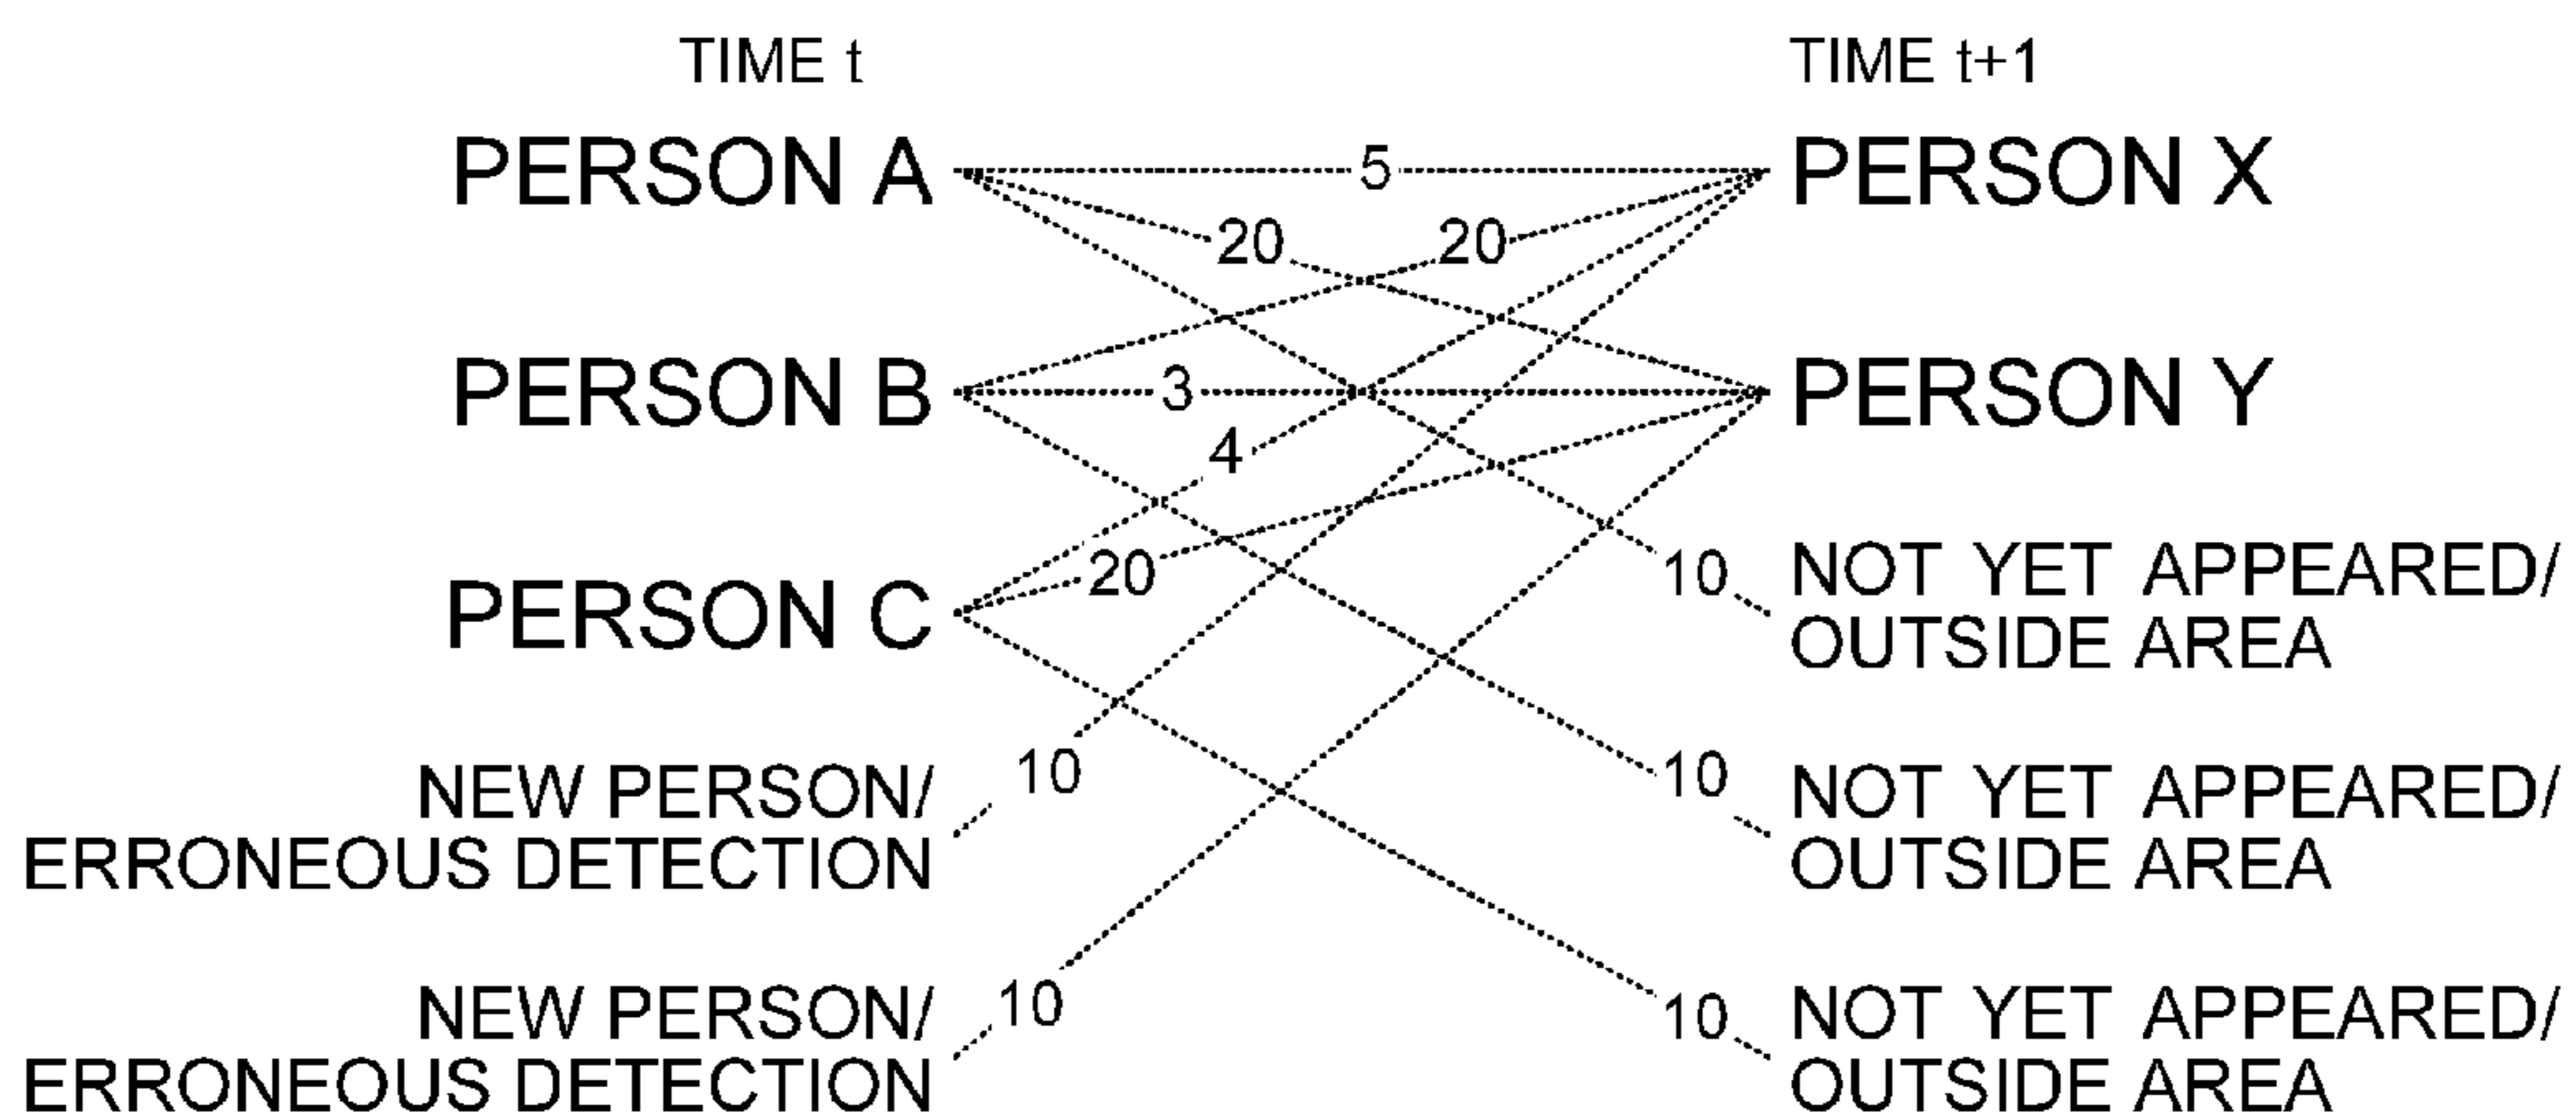 TIME t
TIME t+1
PERSON A
5
PERSON X
20
20
PERSON B
3
PERSON Y
4
PERSON C
20
10
NOT YET APPEARED/
OUTSIDE AREA
NEW PERSON/
ERRONEOUS DETECTION
10
10
NOT YET APPEARED/
OUTSIDE AREA
NEW PERSON/
ERRONEOUS DETECTION
10
10
NOT YET APPEARED/
OUTSIDE AREA